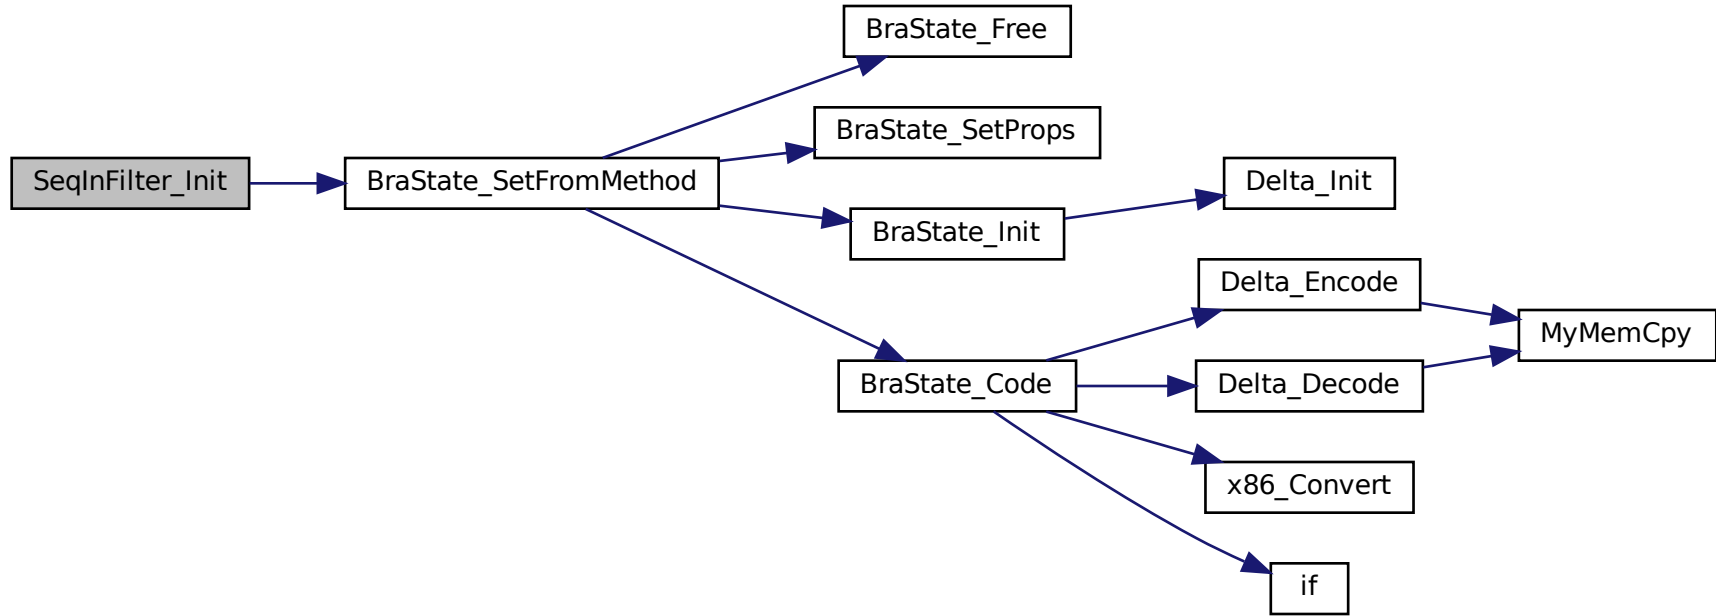 BraState_Free
BraState_SetProps
SeqInFilter_Init
BraState_SetFromMethod
Delta_Init
BraState_Init
Delta_Encode
MyMemCpy
BraState_Code
Delta_Decode
x86_Convert
if